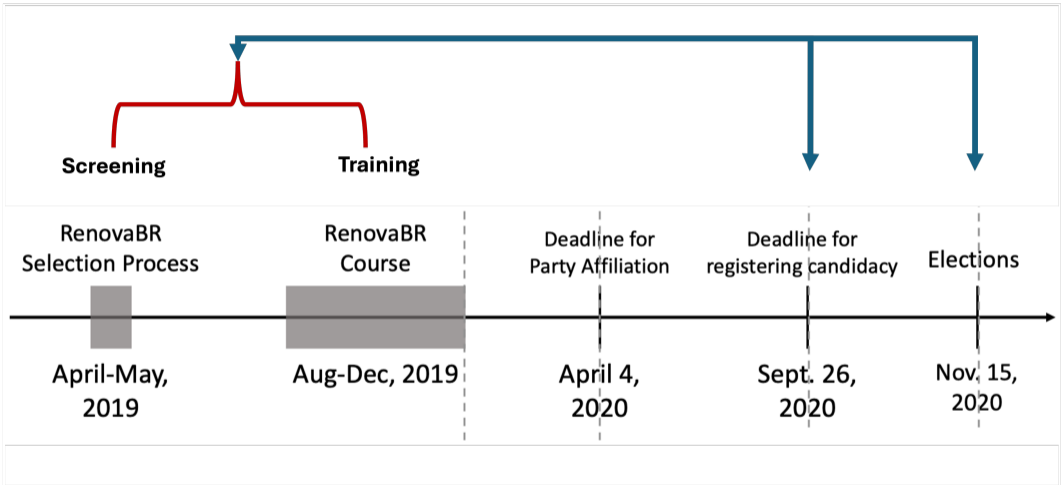 Screening
Training
RenovaBR
Selection Process
RenovaBR
Course
Deadline for
Party Affiliation
Deadline for
registering candidacy
Elections
April-May,
2019
Aug-Dec, 2019
April 4,
2020
Sept. 26,
2020
Nov. 15,
2020